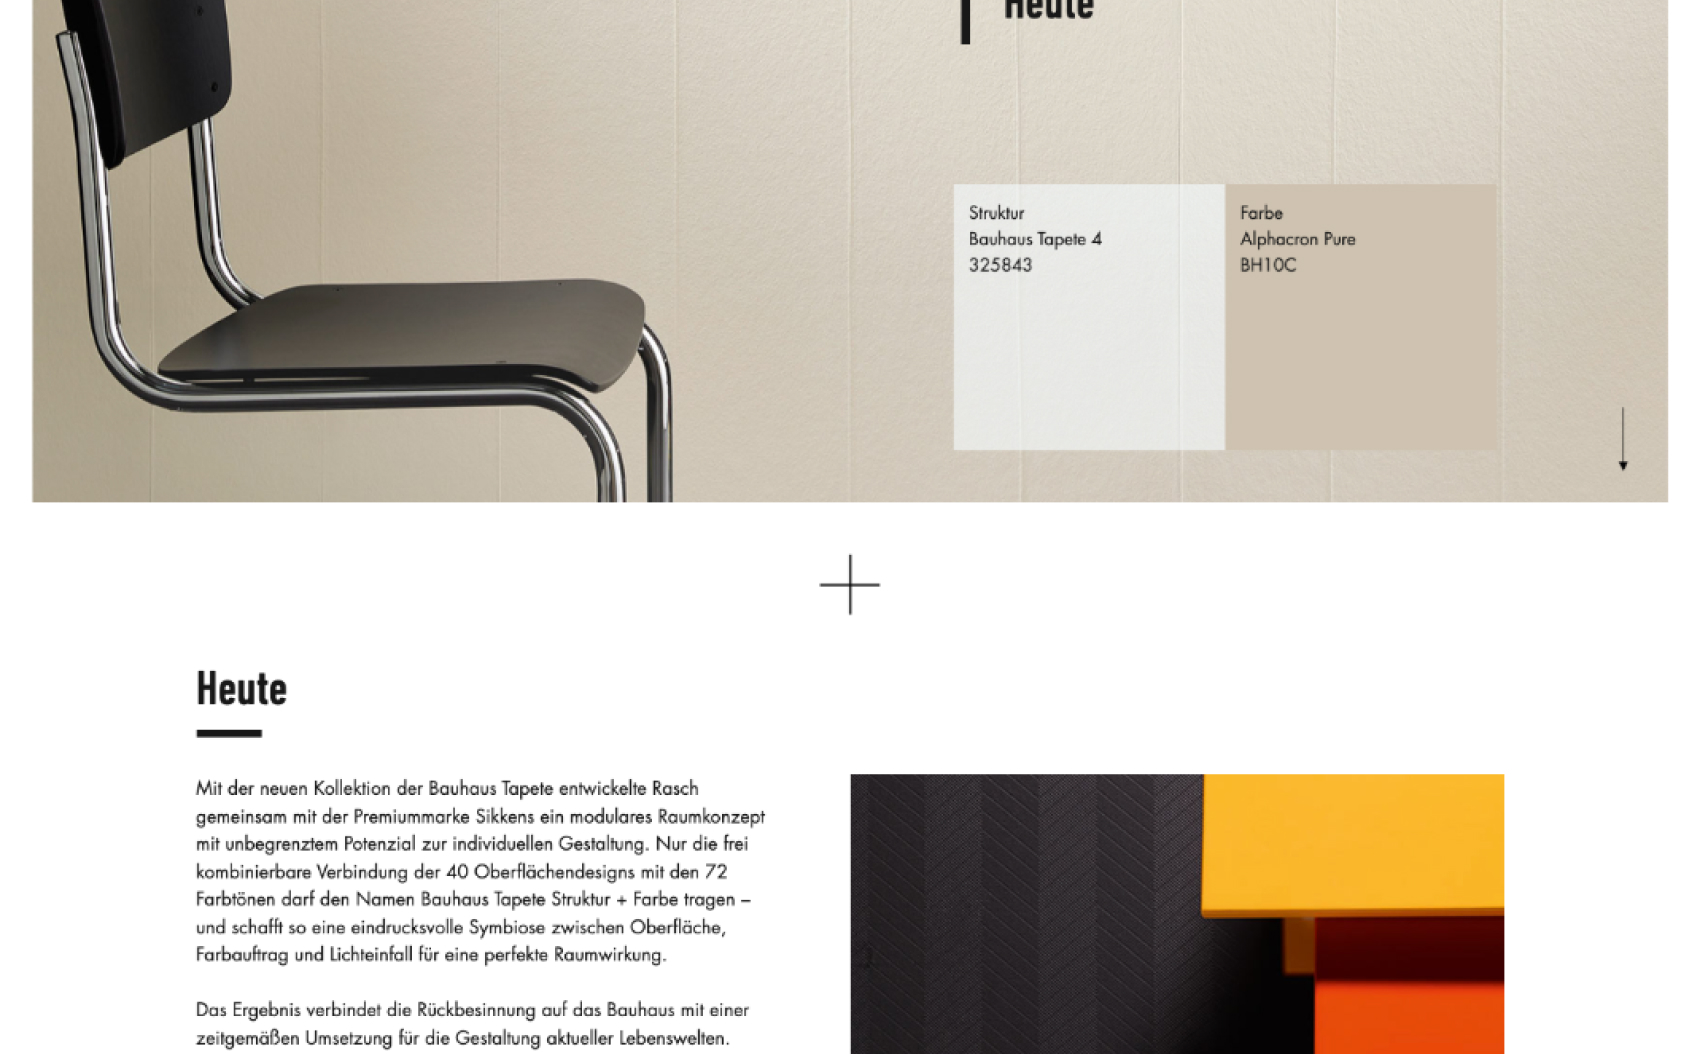 Heute
Struktur
Bauhaus Tapete 4
325843
Farbe
Alphacron Pure
BH10C
Heute
Mit der neuen Kollektion der Bauhaus Tapete entwickelte Rasch
gemeinsam mit der Premiummarke Sikkens ein modulares Raumkonzept
mit unbegrenztem Potenzial zur individuellen Gestaltung. Nur die frei
kombinierbare Verbindung der 40 Oberflächendesigns mit den 72
Farbtönen darf den Namen Bauhaus Tapete Struktur + Farbe tragen –
und schafft so eine eindrucksvolle Symbiose zwischen Oberfläche,
Farbauftrag und Lichteinfall für eine perfekte Raumwirkung.
Das Ergebnis verbindet die Rückbesinnung auf das Bauhaus mit einer
zeitgemäßen Umsetzung für die Gestaltung aktueller Lebenswelten.